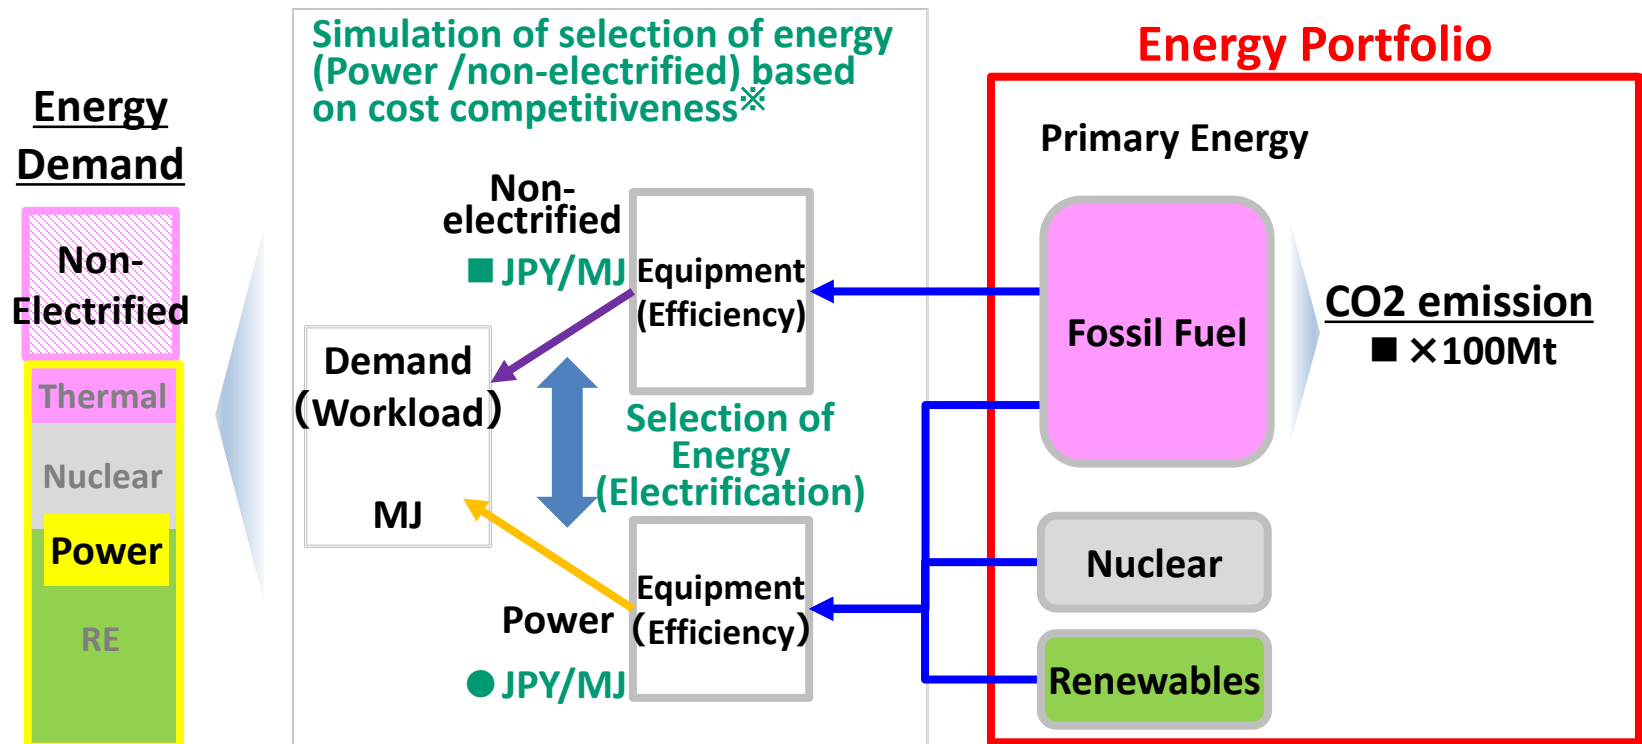 Energy
Demand
Non-
Electrified
Thermal
Nuclear
Power
RE
Simulation of selection of energy
(Power /non-electrified) based
on cost competitiveness※
Non-
electrified
■ JPY/MJ
Equipment
(Efficiency)
Demand
(Workload)
MJ
Selection of
Energy
(Electrification)
Power
● JPY/MJ
Equipment
(Efficiency)
Energy Portfolio
Primary Energy
Fossil Fuel
Nuclear
Renewables
CO2 emission
■ ×100Mt